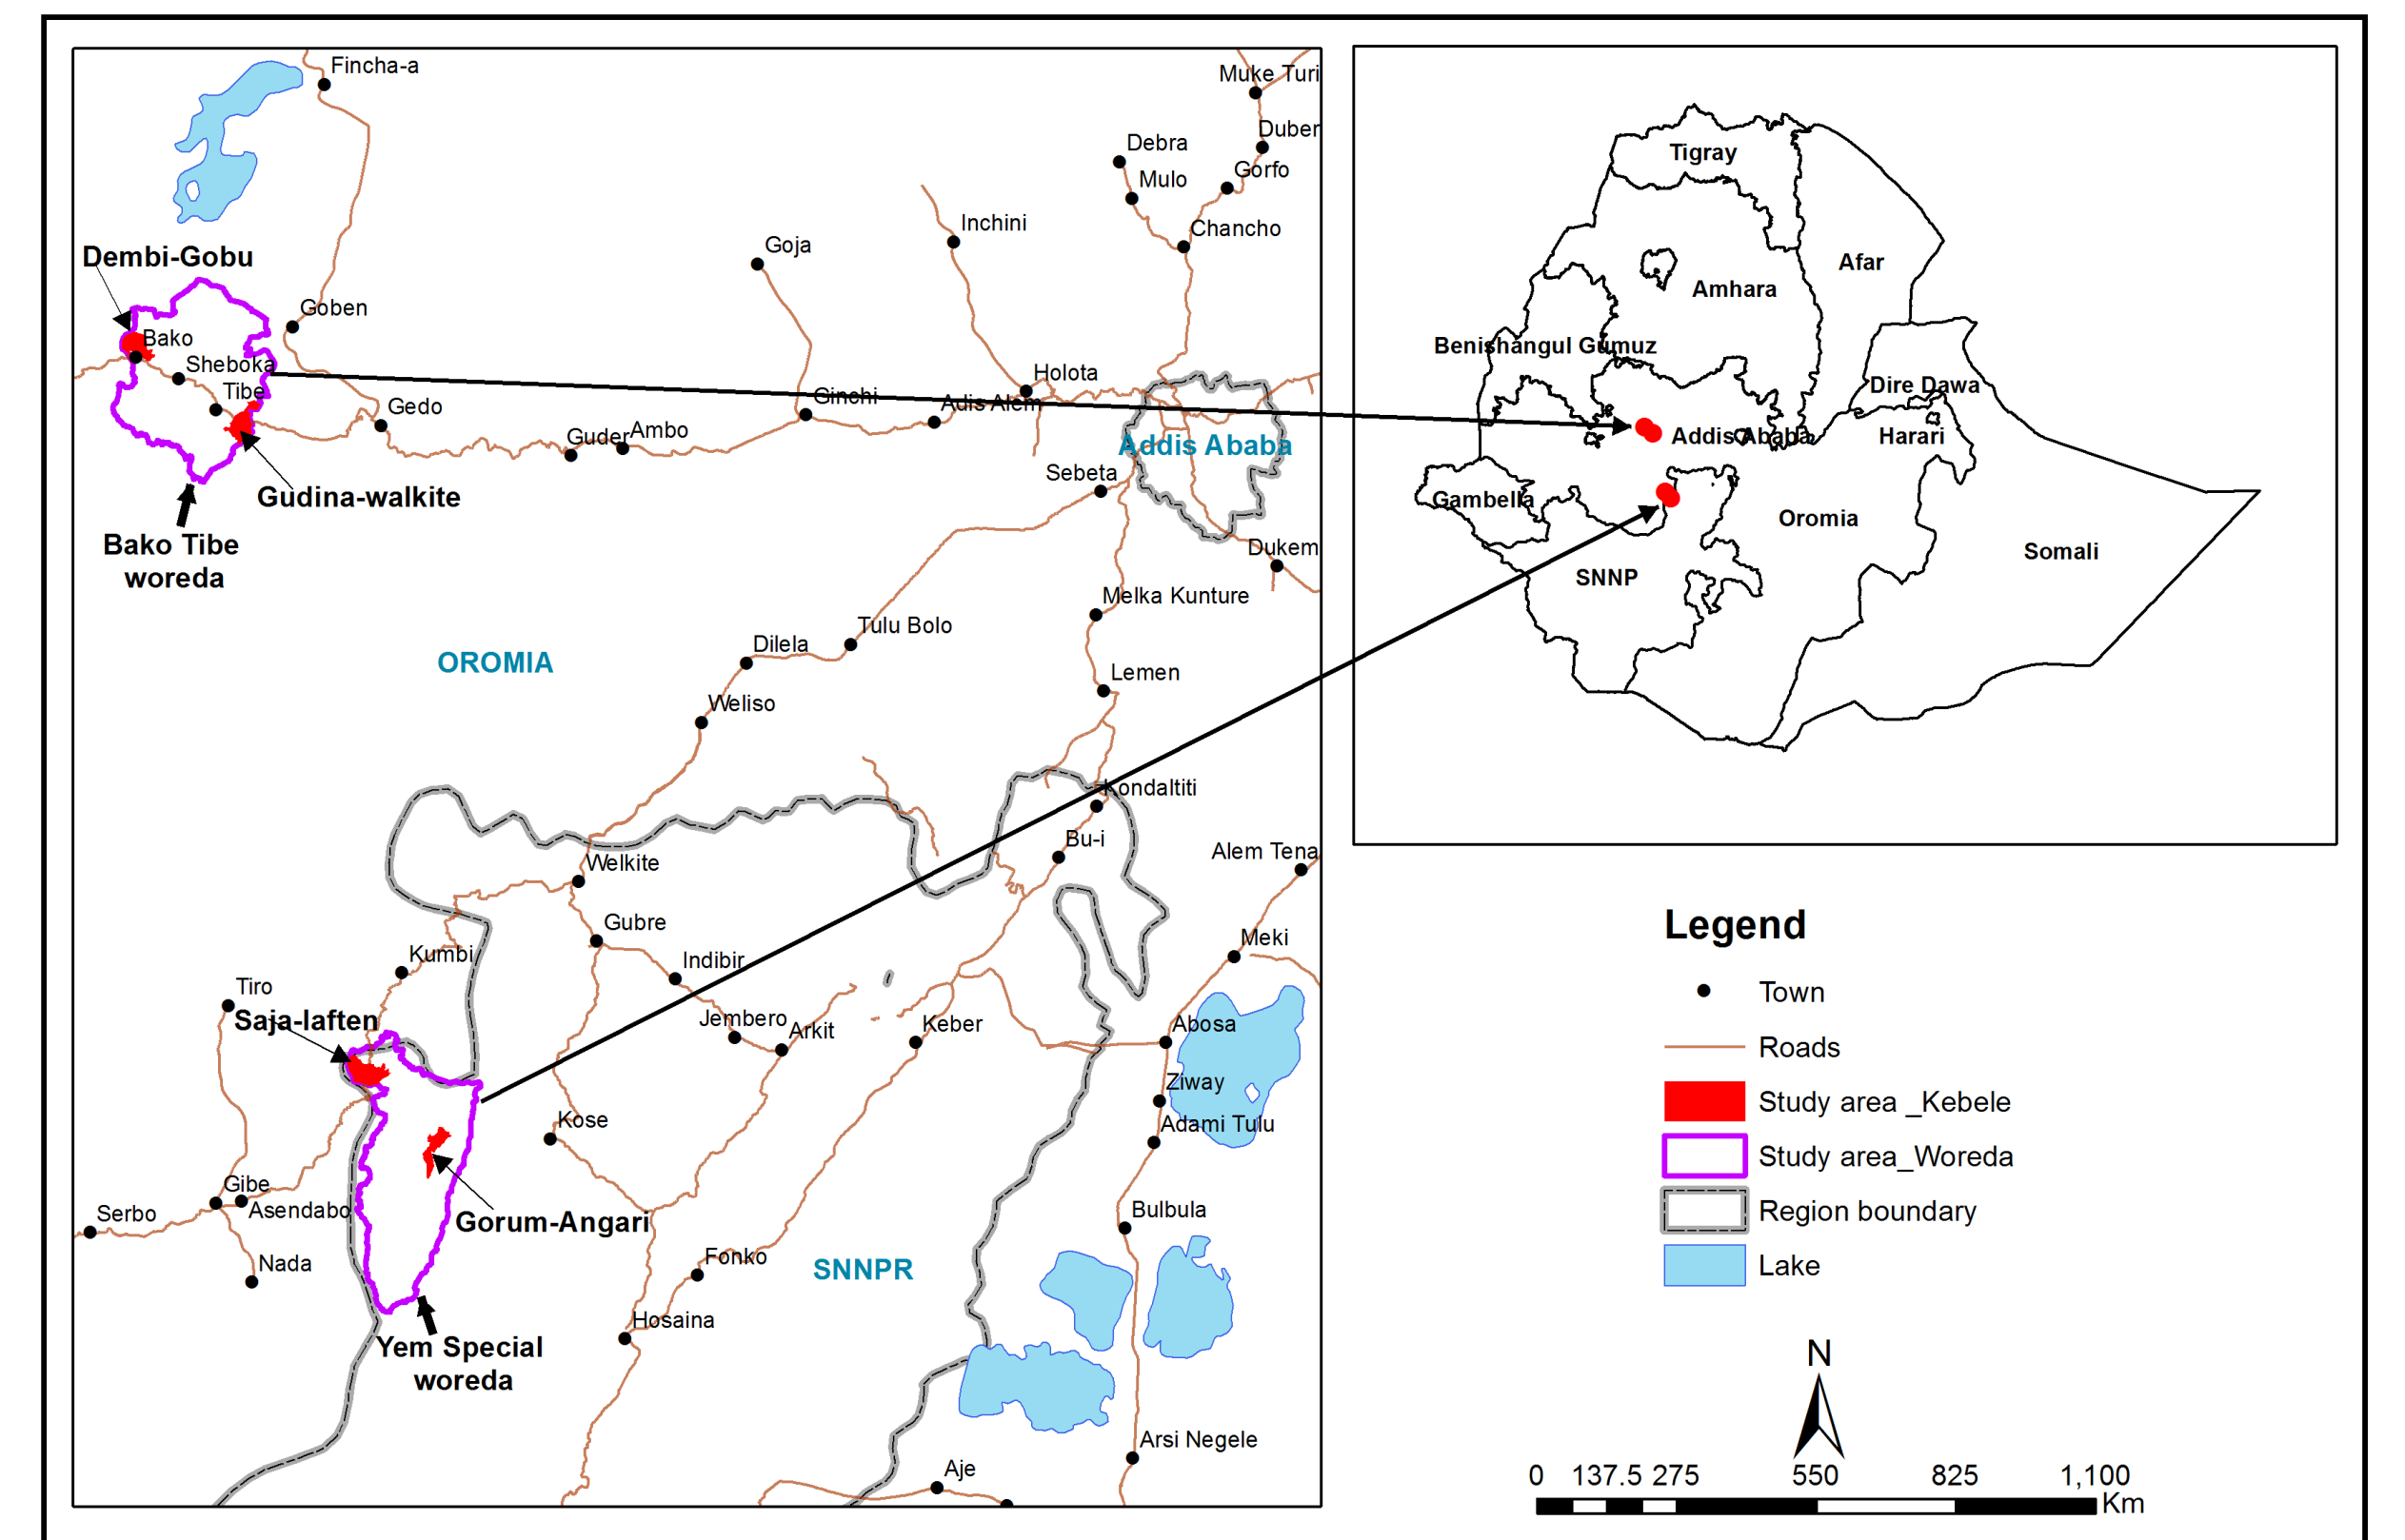 Fincha-a
Muke Turi
Duber
Debra
Mulo
Gorfo
Inchini
Chancho
Goja
Dembi-Gobu
Goben
Bako
Sheboka
Tibe
Gedo
Holota
Ginchi
Adis Alem
Guder
Ambo
Addis Ababa
Sebeta
Gudina-walkite
Bako Tibe
woreda
Dukem
Melka Kunture
Tulu Bolo
Dilela
OROMIA
Lemen
Weliso
Kondaltiti
Bu-i
Alem Tena
Welkite
Gubre
Meki
Kumbi
Indibir
Tiro
Saja-laften
Jembero
Arkit
Keber
Abosa
Ziway
Adami Tulu
Kose
Gibe
Asendabo
Serbo
Bulbula
Gorum-Angari
Nada
Fonko
SNNPR
Hosaina
Yem Special
woreda
Arsi Negele
Aje
Tigray
Afar
Amhara
Benishangul Gumuz
Dire Dawa
Addis Ababa
Harari
Gambella
Oromia
Somali
SNNP
Legend
Town
Roads
Study area _Kebele
Study area_Woreda
Region boundary
Lake
N
0 137.5 275 550 825 1,100
Km